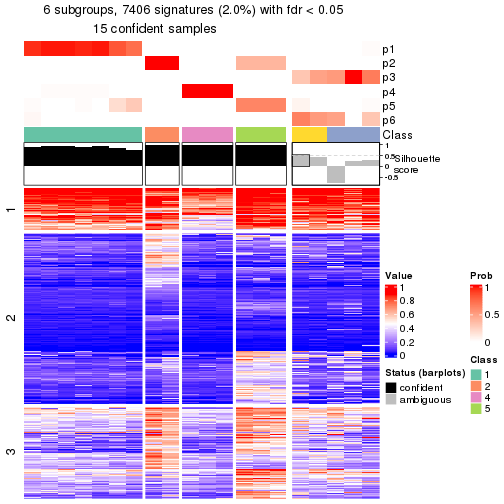 6 subgroups, 7406 signatures (2.0%) with fdr < 0.05
15 confident samples
p1
p2
p3
p4
p5
p6
Class
1
0.5
0
-0.5
Silhouette
score
1
2
3
Value
1
0.8
0.6
0.4
0.2
0
Prob
1
0.5
0
Status (barplots)
confident
ambiguous
Class
1
2
4
5